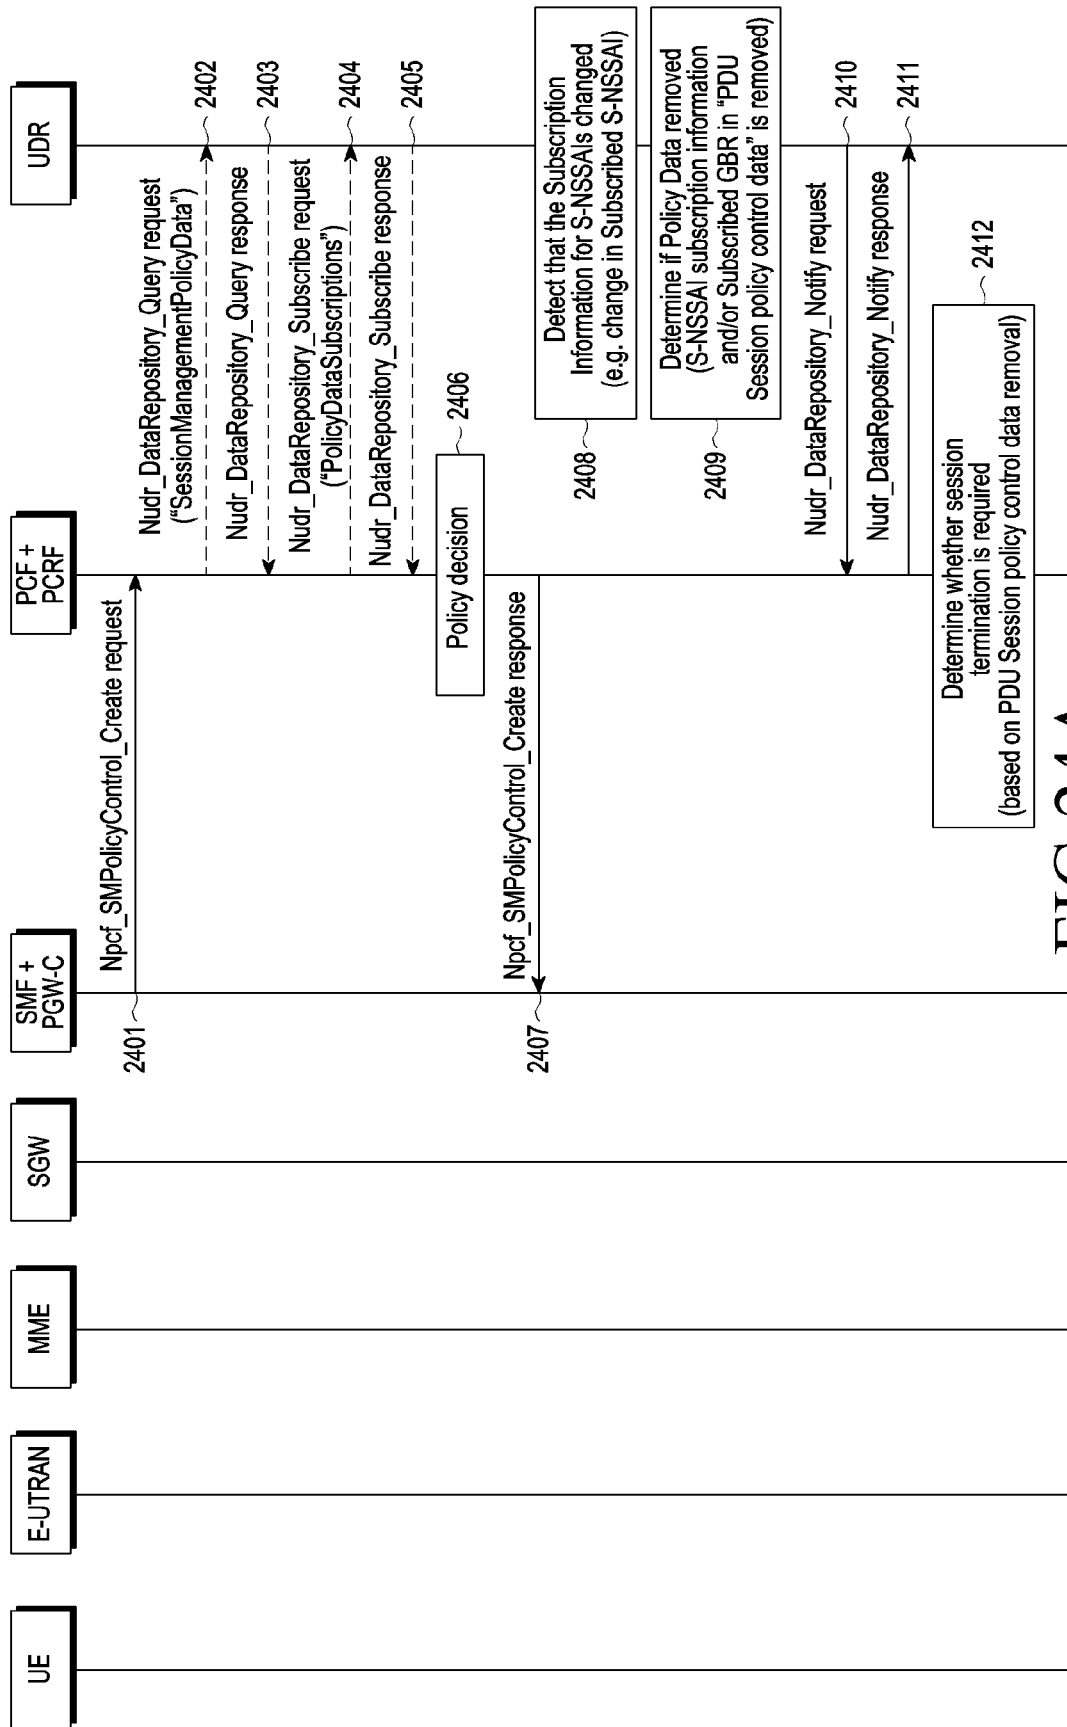 UE
E-UTRAN
MME
SGW
SMF +
PGW-C
PCF +
PCRF
UDR
Npcf_SMPolicyControl_Create request
2401
Nudr_DataRepository_Query request
("SessionManagementPolicyData")
2402
Nudr_DataRepository_Query response
2403
Nudr_DataRepository_Subscribe request
("PolicyDataSubscriptions")
2404
Nudr_DataRepository_Subscribe response
2405
Policy decision
2406
Npcf_SMPolicyControl_Create response
2407
Detect that the Subscription
Information for S-NSSAIs changed
(e.g. change in Subscribed S-NSSAI)
2408
Determine if Policy Data removed
(S-NSSAI subscription information
and/or Subscribed GBR in "PDU
Session policy control data" is removed)
2409
Nudr_DataRepository_Notify request
2410
Nudr_DataRepository_Notify response
2411
Determine whether session
termination is required
(based on PDU Session policy control data removal)
2412
FIG.24A